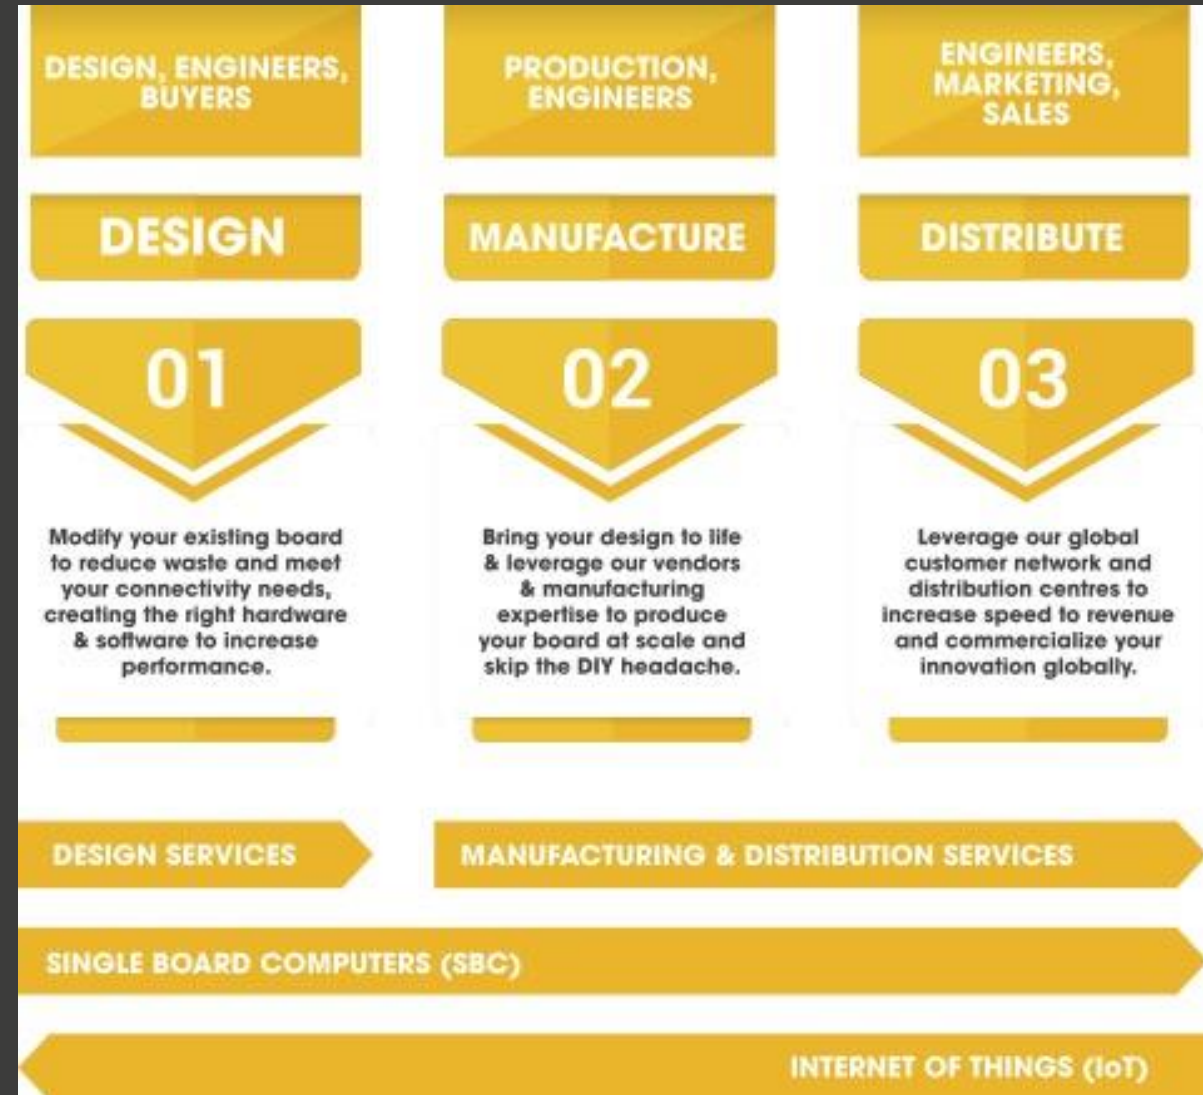 DESIGN, ENGINEERS,
BUYERS
PRODUCTION,
ENGINEERS
ENGINEERS,
MARKETING,
SALES
DESIGN
MANUFACTURE
DISTRIBUTE
01
02
03
Modify your existing board
to reduce waste and meet
your connectivity needs,
creating the right hardware
& software to increase
performance.
Bring your design to life
& leverage our vendors
& manufacturing
expertise to produce
your board at scale and
skip the DIY headache.
Leverage our global
customer network and
distribution centres to
increase speed to revenue
and commercialize your
innovation globally.
DESIGN SERVICES
MANUFACTURING & DISTRIBUTION SERVICES
SINGLE BOARD COMPUTERS (SBC)
INTERNET OF THINGS (IoT)